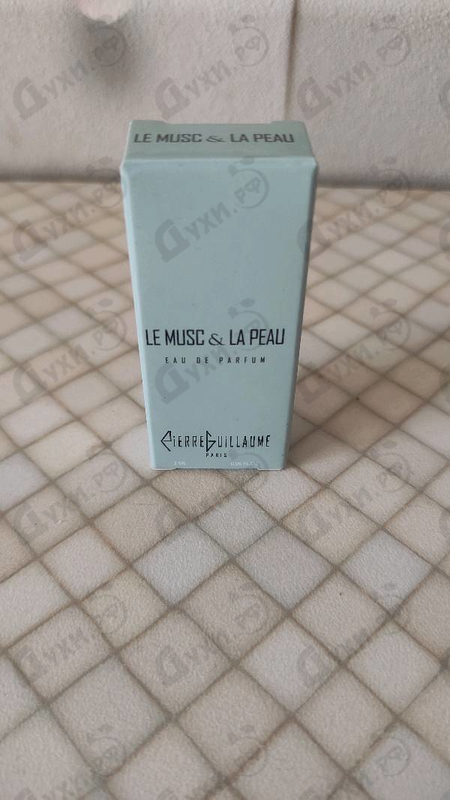 LE MUSC & LA PEAU
LE MUSC & LA PEAU
EAU DE PARFUM
PIERRE GUILLAUME
PARIS
Духи.РФ